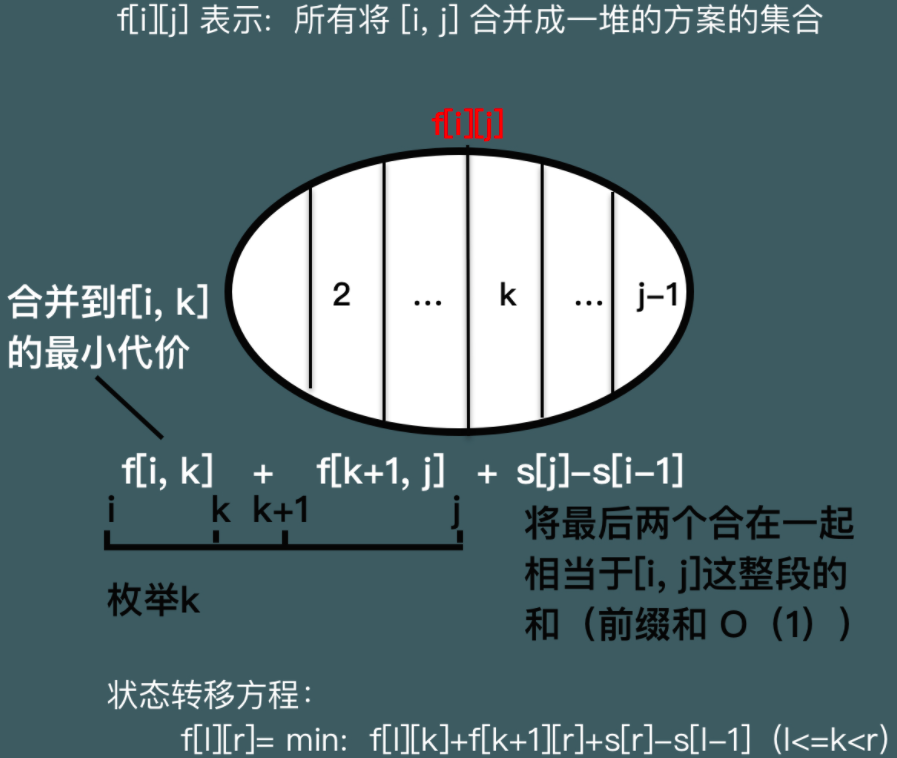 f[i][j] 表示: 所有将 [i, j] 合并成一堆的方案的集合
f[i][j]
2 ... k ... j-1
合并到f[i, k]
的最小代价
f[i, k] + f[k+1, j] + s[j]-s[i-1]
i k k+1 j
将最后两个合在一起
相当于[i, j]这整段的
和（前缀和 O（1））
枚举k
状态转移方程:
f[l][r]= min: f[l][k]+f[k+1][r]+s[r]-s[l-1] (l<=k<r)